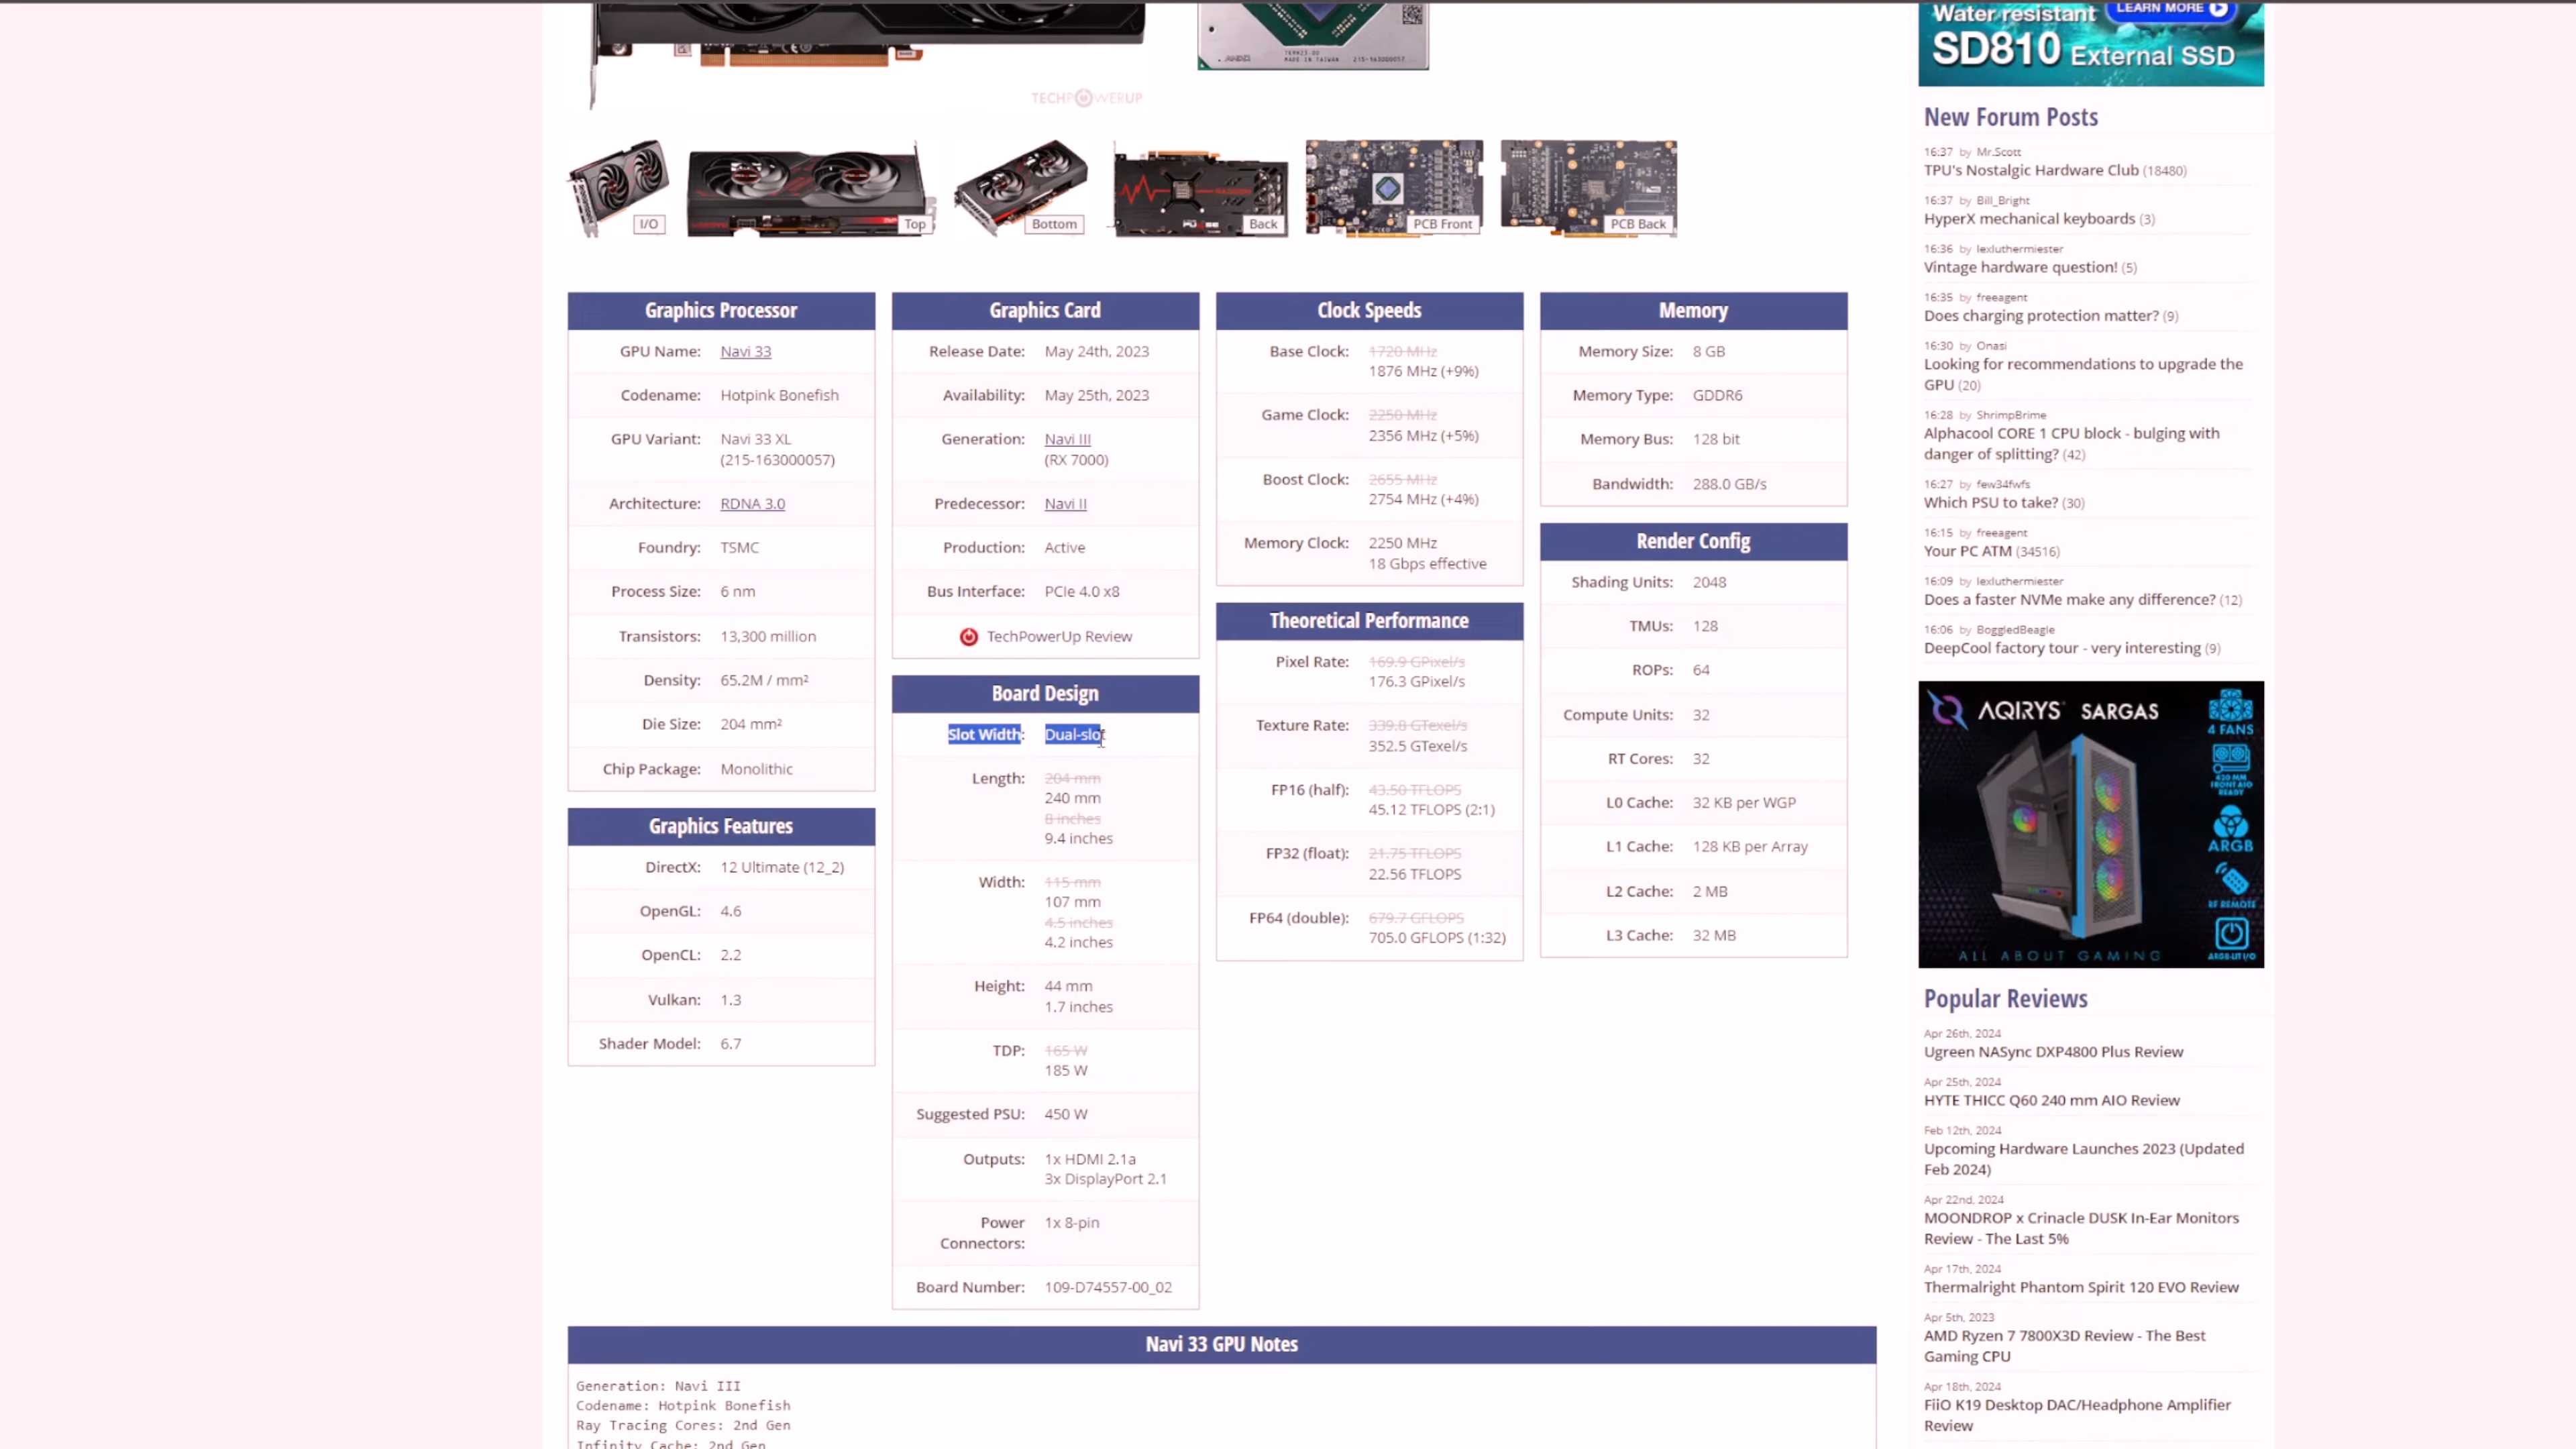 Water resistant
LEARN MORE
SD810 External SSD
AMD
MADE IN TAIWAN 215-163000057
TECHPOWERUP
I/O
Top
Bottom
Back
PCB Front
PCB Back
Graphics Processor
GPU Name: Navi 33
Codename: Hotpink Bonefish
GPU Variant: Navi 33 XL
(215-163000057)
Architecture: RDNA 3.0
Foundry: TSMC
Process Size: 6 nm
Transistors: 13,300 million
Density: 65.2M / mm²
Die Size: 204 mm²
Chip Package: Monolithic
Graphics Features
DirectX: 12 Ultimate (12_2)
OpenGL: 4.6
OpenCL: 2.2
Vulkan: 1.3
Shader Model: 6.7
Graphics Card
Release Date: May 24th, 2023
Availability: May 25th, 2023
Generation: Navi III
(RX 7000)
Predecessor: Navi II
Production: Active
Bus Interface: PCIe 4.0 x8
TechPowerUp Review
Board Design
Slot Width: Dual-slot
Length: 204 mm
240 mm
8 inches
9.4 inches
Width: 115 mm
107 mm
4.5 inches
4.2 inches
Height: 44 mm
1.7 inches
TDP: 165 W
185 W
Suggested PSU: 450 W
Outputs: 1x HDMI 2.1a
3x DisplayPort 2.1
Power 1x 8-pin
Connectors:
Board Number: 109-D74557-00_02
Clock Speeds
Base Clock: 1720 MHz
1876 MHz (+9%)
Game Clock: 2250 MHz
2356 MHz (+5%)
Boost Clock: 2655 MHz
2754 MHz (+4%)
Memory Clock: 2250 MHz
18 Gbps effective
Theoretical Performance
Pixel Rate: 169.9 GPixel/s
176.3 GPixel/s
Texture Rate: 339.8 GTexel/s
352.5 GTexel/s
FP16 (half): 43.50 TFLOPS
45.12 TFLOPS (2:1)
FP32 (float): 21.75 TFLOPS
22.56 TFLOPS
FP64 (double): 679.7 GFLOPS
705.0 GFLOPS (1:32)
Memory
Memory Size: 8 GB
Memory Type: GDDR6
Memory Bus: 128 bit
Bandwidth: 288.0 GB/s
Render Config
Shading Units: 2048
TMUs: 128
ROPs: 64
Compute Units: 32
RT Cores: 32
L0 Cache: 32 KB per WGP
L1 Cache: 128 KB per Array
L2 Cache: 2 MB
L3 Cache: 32 MB
Navi 33 GPU Notes
Generation: Navi III
Codename: Hotpink Bonefish
Ray Tracing Cores: 2nd Gen
Infinity Cache: 2nd Gen
New Forum Posts
16:37 by Mr.Scott
TPU's Nostalgic Hardware Club (18480)
16:37 by Bill_Bright
HyperX mechanical keyboards (3)
16:36 by lexluthermiester
Vintage hardware question! (5)
16:35 by freeagent
Does charging protection matter? (9)
16:30 by Onasi
Looking for recommendations to upgrade the
GPU (20)
16:28 by ShrimpBrime
Alphacool CORE 1 CPU block - bulging with
danger of splitting? (42)
16:27 by few34fwfs
Which PSU to take? (30)
16:15 by freeagent
Your PC ATM (34516)
16:09 by lexluthermiester
Does a faster NVMe make any difference? (12)
16:06 by BoggledBeagle
DeepCool factory tour - very interesting (9)
AQIRYS SARGAS
4 FANS
420 MM
FRONT AIO
READY
ARGB
RF REMOTE
ARGB-LIT I/O
ALL ABOUT GAMING
Popular Reviews
Apr 26th, 2024
Ugreen NASync DXP4800 Plus Review
Apr 25th, 2024
HYTE THICC Q60 240 mm AIO Review
Feb 12th, 2024
Upcoming Hardware Launches 2023 (Updated
Feb 2024)
Apr 22nd, 2024
MOONDROP x Crinacle DUSK In-Ear Monitors
Review - The Last 5%
Apr 17th, 2024
Thermalright Phantom Spirit 120 EVO Review
Apr 5th, 2023
AMD Ryzen 7 7800X3D Review - The Best
Gaming CPU
Apr 18th, 2024
FiiO K19 Desktop DAC/Headphone Amplifier
Review